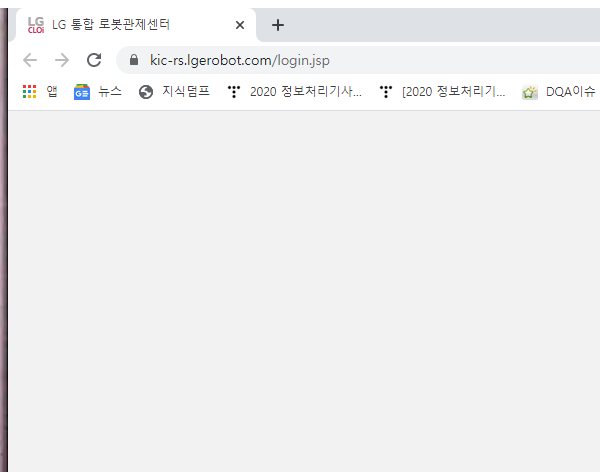 LG CLOi LG 통합 로봇관제센터
kic-rs.lgerobot.com/login.jsp
앱 GE 뉴스 지식덤프 2020 정보처리기사... [2020 정보처리기... DQA이슈